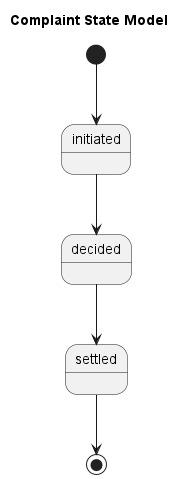 Complaint State Model
initiated
decided
settled